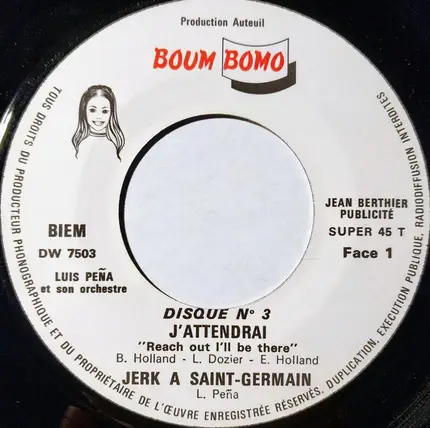 Production Auteuil
BOUM BOMO
BIEM
DW 7503
LUIS PEÑA
et son orchestre
JEAN BERTHIER
PUBLICITÉ
SUPER 45 T
Face 1
DISQUE N° 3
J'ATTENDRAI
"Reach out I'll be there"
B. Holland - L. Dozier - E. Holland
JERK A SAINT-GERMAIN
L. Peña
TOUS DROITS DU PRODUCTEUR PHONOGRAPHIQUE ET DU PROPRIÉTAIRE DE L'ŒUVRE ENREGISTRÉE RÉSERVÉS. DUPLICATION, EXECUTION PUBLIQUE, RADIODIFFUSION INTERDITES